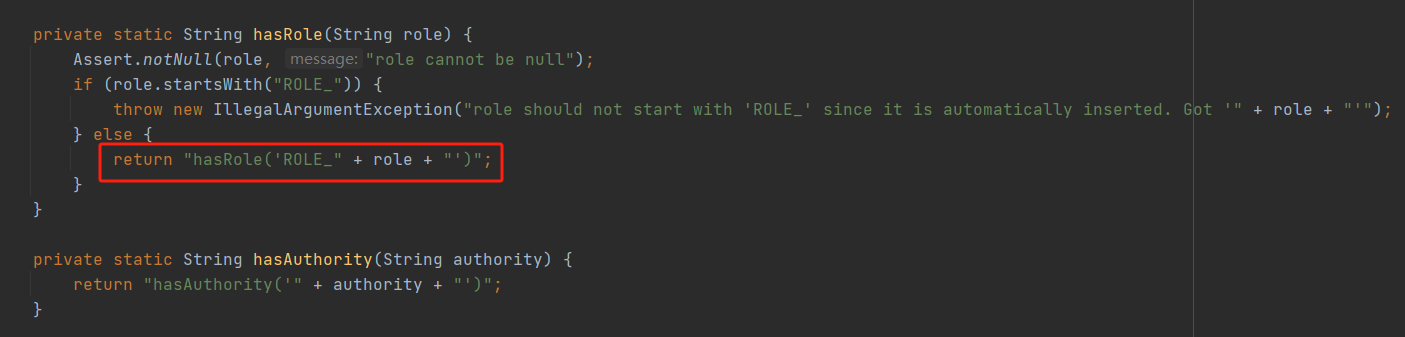 private static String hasRole(String role) {
Assert.notNull(role, message: "role cannot be null");
if (role.startsWith("ROLE_")) {
throw new IllegalArgumentException("role should not start with 'ROLE_' since it is automatically inserted. Got '" + role + "'");
} else {
return "hasRole('ROLE_" + role + "')";
}
}
private static String hasAuthority(String authority) {
return "hasAuthority('" + authority + "')";
}